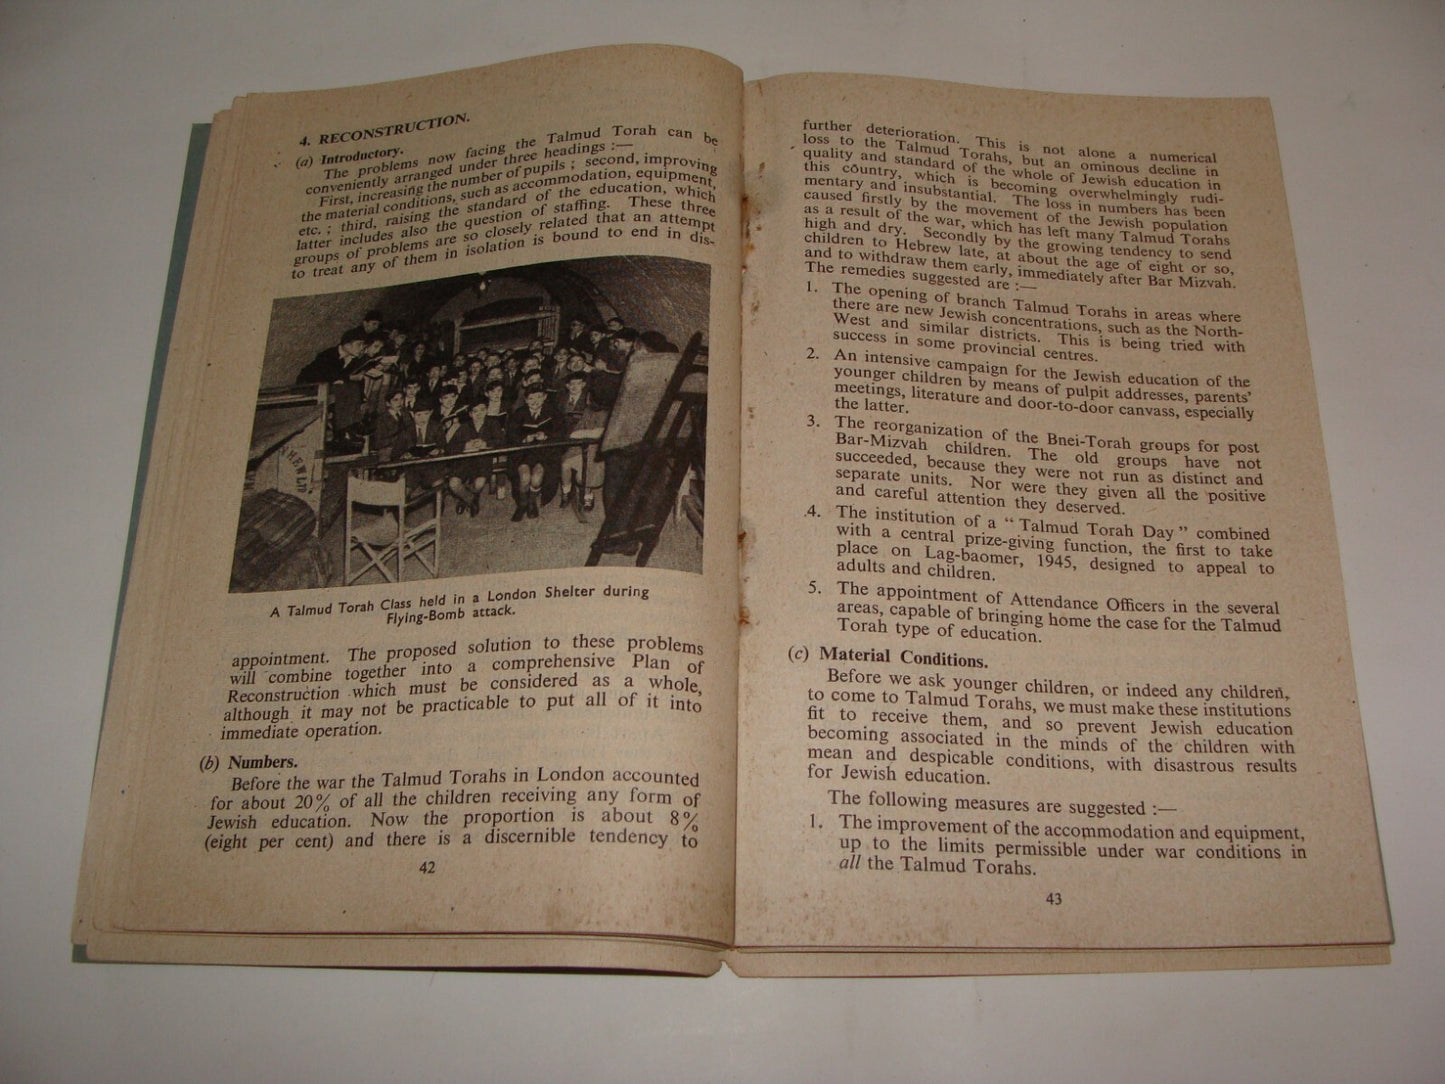 4. RECONSTRUCTION.
(a) Introductory.
The problems now facing the Talmud Torah can be
conveniently arranged under three headings :—
First, increasing the number of pupils ; second, improving
the material conditions, such as accommodation, equipment,
etc. ; third, raising the standard of the education, which
latter includes also the question of staffing. These three
groups of problems are so closely related that an attempt
to treat any of them in isolation is bound to end in dis-
A Talmud Torah Class held in a London Shelter during
Flying-Bomb attack.
appointment. The proposed solution to these problems
will combine together into a comprehensive Plan of
Reconstruction which must be considered as a whole,
although it may not be practicable to put all of it into
immediate operation.
(b) Numbers.
Before the war the Talmud Torahs in London accounted
for about 20% of all the children receiving any form of
Jewish education. Now the proportion is about 8%
(eight per cent) and there is a discernible tendency to
42
further deterioration. This is not alone a numerical
loss to the Talmud Torahs, but an ominous decline in
quality and standard of the whole of Jewish education in
this country, which is becoming overwhelmingly rudi-
mentary and insubstantial. The loss in numbers has been
caused firstly by the movement of the Jewish population
as a result of the war, which has left many Talmud Torahs
high and dry. Secondly by the growing tendency to send
children to Hebrew late, at about the age of eight or so,
and to withdraw them early, immediately after Bar Mizvah.
The remedies suggested are :—
1. The opening of branch Talmud Torahs in areas where
there are new Jewish concentrations, such as the North-
West and similar districts. This is being tried with
success in some provincial centres.
2. An intensive campaign for the Jewish education of the
younger children by means of pulpit addresses, parents'
meetings, literature and door-to-door canvass, especially
the latter.
3. The reorganization of the Bnei-Torah groups for post
Bar-Mizvah children. The old groups have not
succeeded, because they were not run as distinct and
separate units. Nor were they given all the positive
and careful attention they deserved.
4. The institution of a " Talmud Torah Day " combined
with a central prize-giving function, the first to take
place on Lag-baomer, 1945, designed to appeal to
adults and children.
5. The appointment of Attendance Officers in the several
areas, capable of bringing home the case for the Talmud
Torah type of education.
(c) Material Conditions.
Before we ask younger children, or indeed any children,
to come to Talmud Torahs, we must make these institutions
fit to receive them, and so prevent Jewish education
becoming associated in the minds of the children with
mean and despicable conditions, with disastrous results
for Jewish education.
The following measures are suggested :—
1. The improvement of the accommodation and equipment,
up to the limits permissible under war conditions in
all the Talmud Torahs.
43